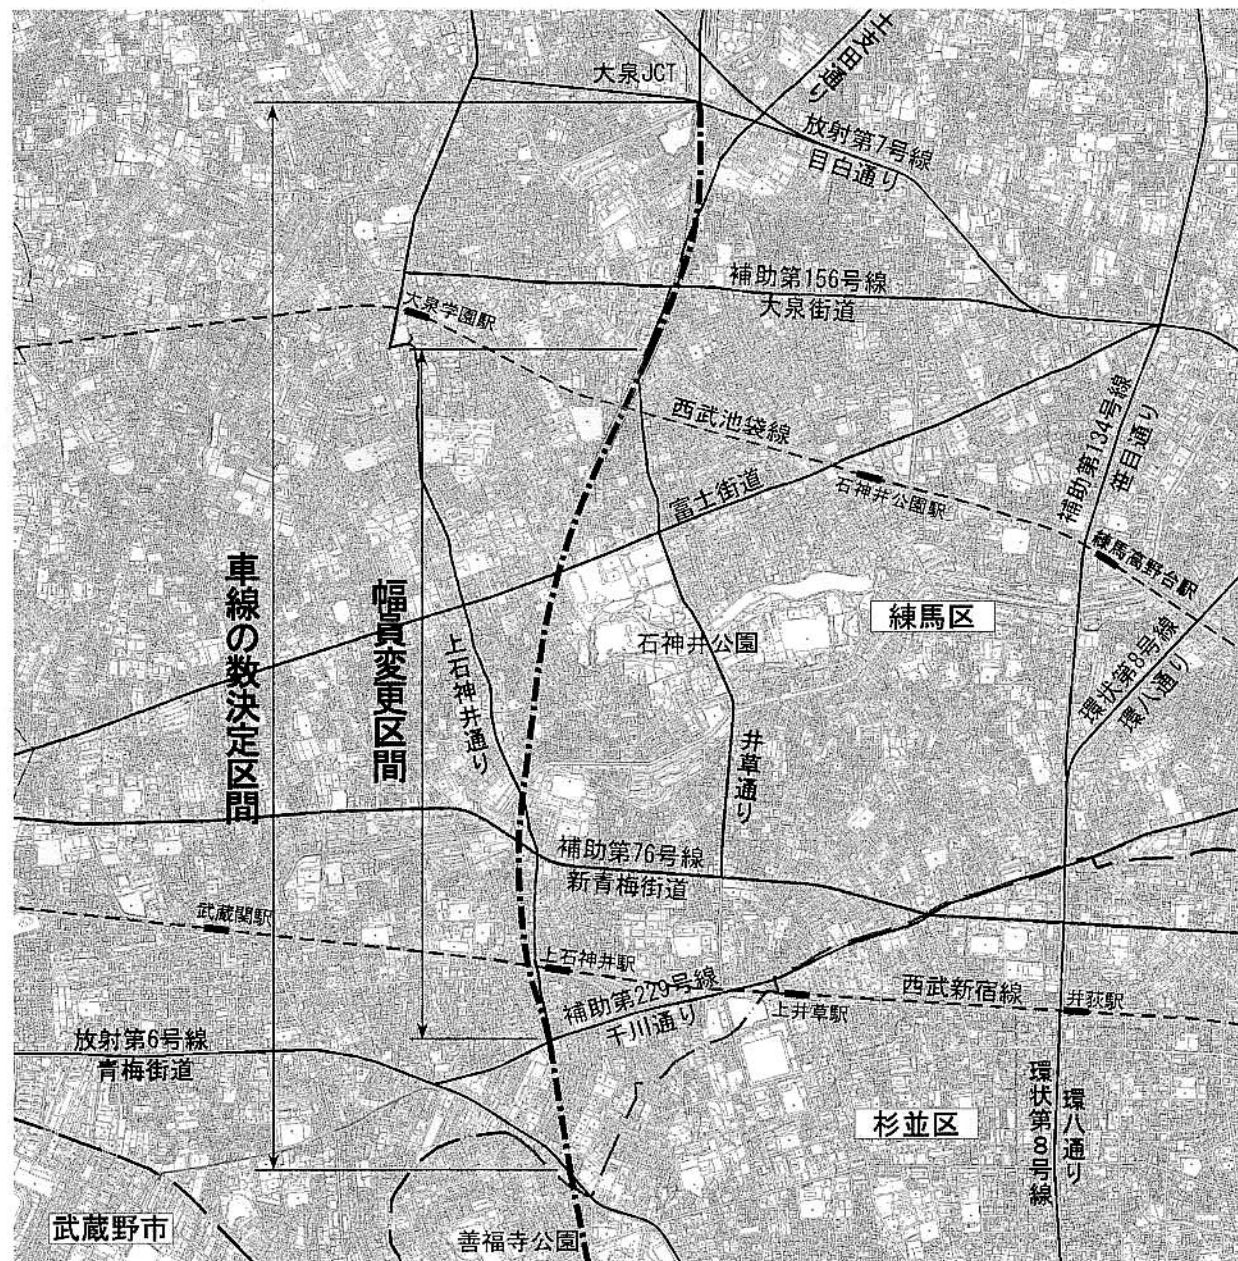 大泉JCT
土支田通り
放射第7号線
目白通り
補助第156号線
大泉街道
大泉学園駅
西武池袋線
補助第134号線
笹目通り
富士街道
石神井公園駅
練馬高野台駅
車線の数決定区間
幅員変更区間
上石神井通り
石神井公園
練馬区
環状第8号線
環八通り
井草通り
補助第76号線
新青梅街道
武蔵関駅
上石神井駅
補助第229号線
千川通り
西武新宿線
上井草駅
井荻駅
放射第6号線
青梅街道
環状第8号線
環八通り
杉並区
武蔵野市
善福寺公園